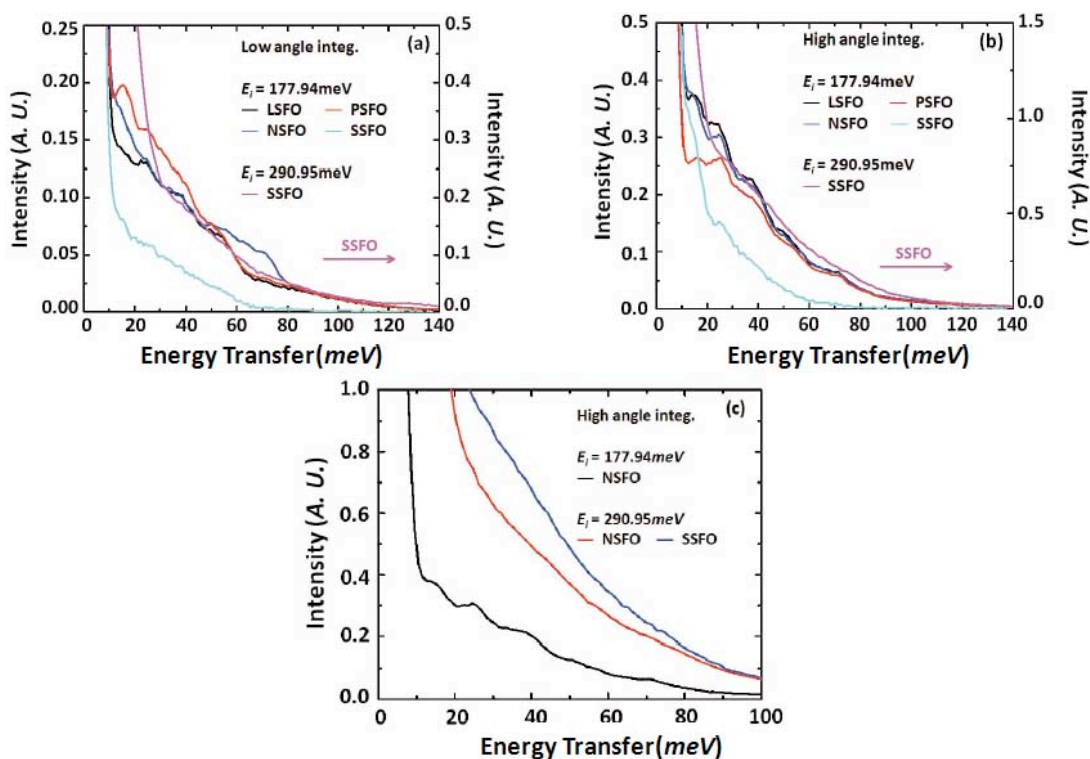 (a)
Low angle integ.
Ei = 177.94meV
LSFO PSFO
NSFO SSFO
Ei = 290.95meV
SSFO
SSFO
0.25
0.20
0.15
0.10
0.05
0.00
Intensity (A. U.)
0.5
0.4
0.3
0.2
0.1
0.0
Intensity (A. U.)
0 20 40 60 80 100 120 140
Energy Transfer(meV)
(b)
High angle integ.
Ei = 177.94meV
LSFO PSFO
NSFO SSFO
Ei = 290.95meV
SSFO
SSFO
0.5
0.4
0.3
0.2
0.1
0.0
Intensity (A. U.)
1.5
1.0
0.5
0.0
Intensity (A. U.)
0 20 40 60 80 100 120 140
Energy Transfer(meV)
(c)
High angle integ.
Ei = 177.94meV
NSFO
Ei = 290.95meV
NSFO SSFO
1.0
0.8
0.6
0.4
0.2
0.0
Intensity (A. U.)
0 20 40 60 80 100
Energy Transfer(meV)